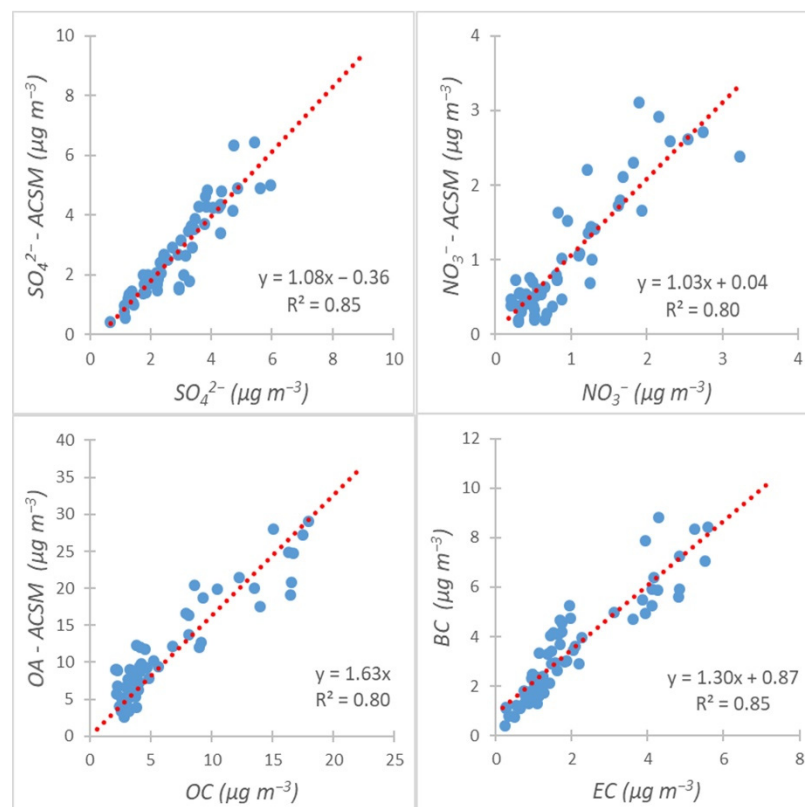 10
8
6
4
2
0
SO₄²⁻ - ACSM (µg m⁻³)
y = 1.08x – 0.36
R² = 0.85
0 2 4 6 8 10
SO₄²⁻ (µg m⁻³)
4
3
2
1
0
NO₃⁻ - ACSM (µg m⁻³)
y = 1.03x + 0.04
R² = 0.80
0 1 2 3 4
NO₃⁻ (µg m⁻³)
40
35
30
25
20
15
10
5
0
OA - ACSM (µg m⁻³)
y = 1.63x
R² = 0.80
0 5 10 15 20 25
OC (µg m⁻³)
12
10
8
6
4
2
0
BC (µg m⁻³)
y = 1.30x + 0.87
R² = 0.85
0 2 4 6 8
EC (µg m⁻³)